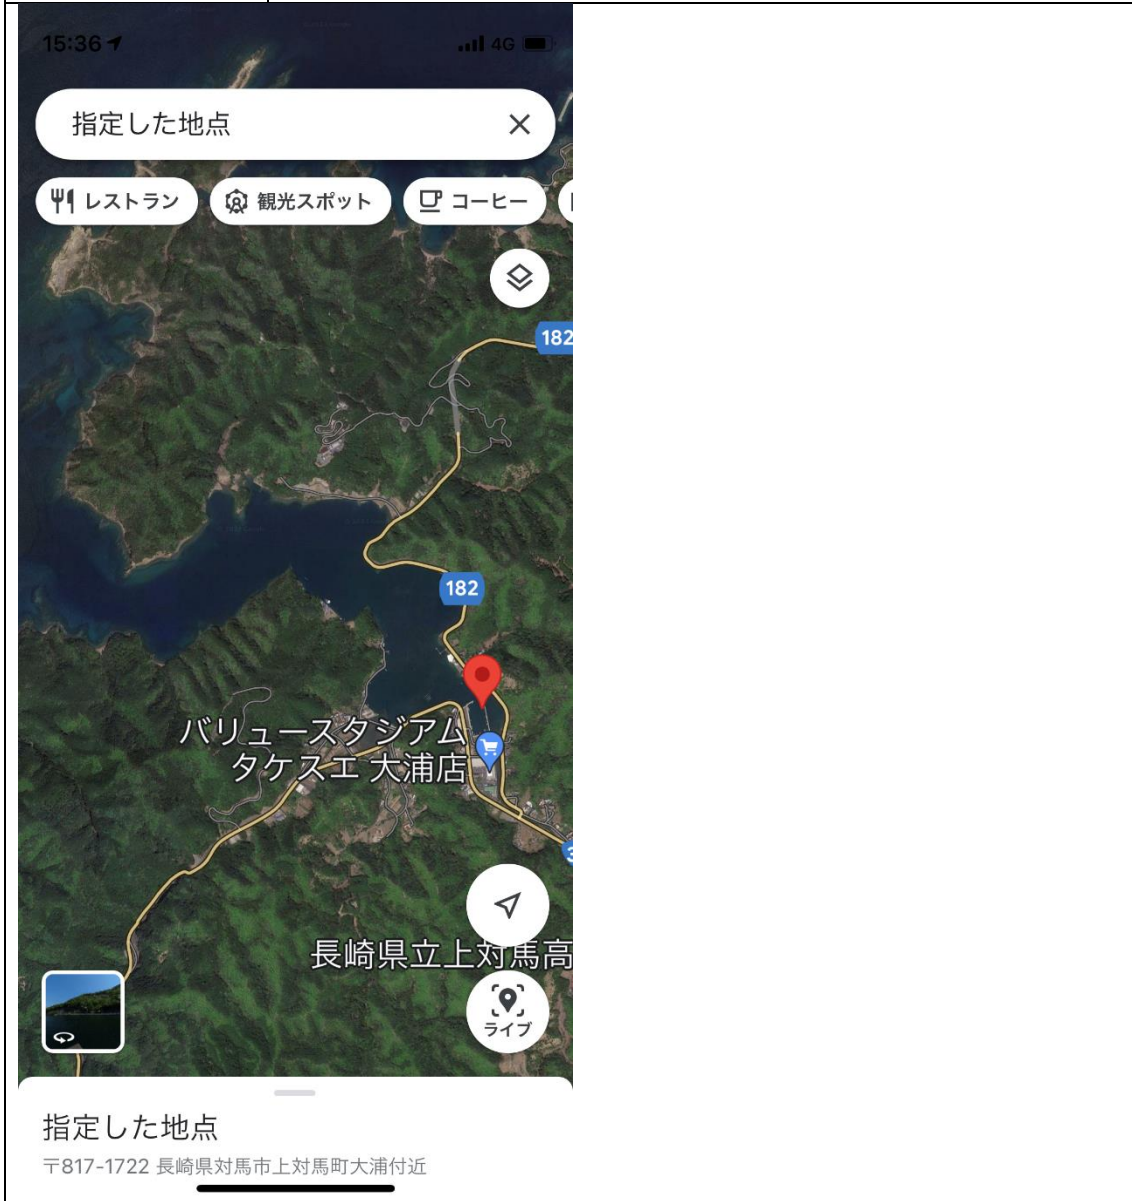 15:36
4G
指定した地点
レストラン
観光スポット
コーヒー
182
182
バリュースタジアム
タケスエ 大浦店
長崎県立上対馬高
ライブ
指定した地点
〒817-1722 長崎県対馬市上対馬町大浦付近